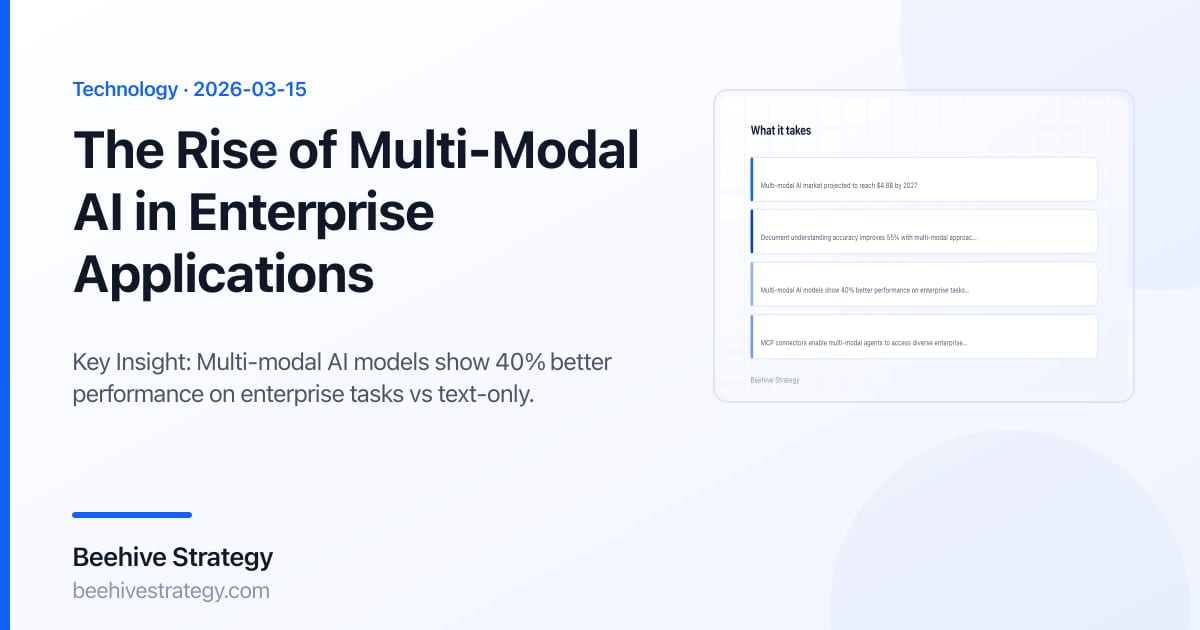 Technology · 2026-03-15
The Rise of Multi-Modal
AI in Enterprise
Applications
Key Insight: Multi-modal AI models show 40% better
performance on enterprise tasks vs text-only.
Beehive Strategy
beehivestrategy.com
What it takes
Multi-modal AI market projected to reach $4.8B by 2027
Document understanding accuracy improves 55% with multi-modal approac...
Multi-modal AI models show 40% better performance on enterprise tasks...
MCP connectors enable multi-modal agents to access diverse enterprise...
Beehive Strategy